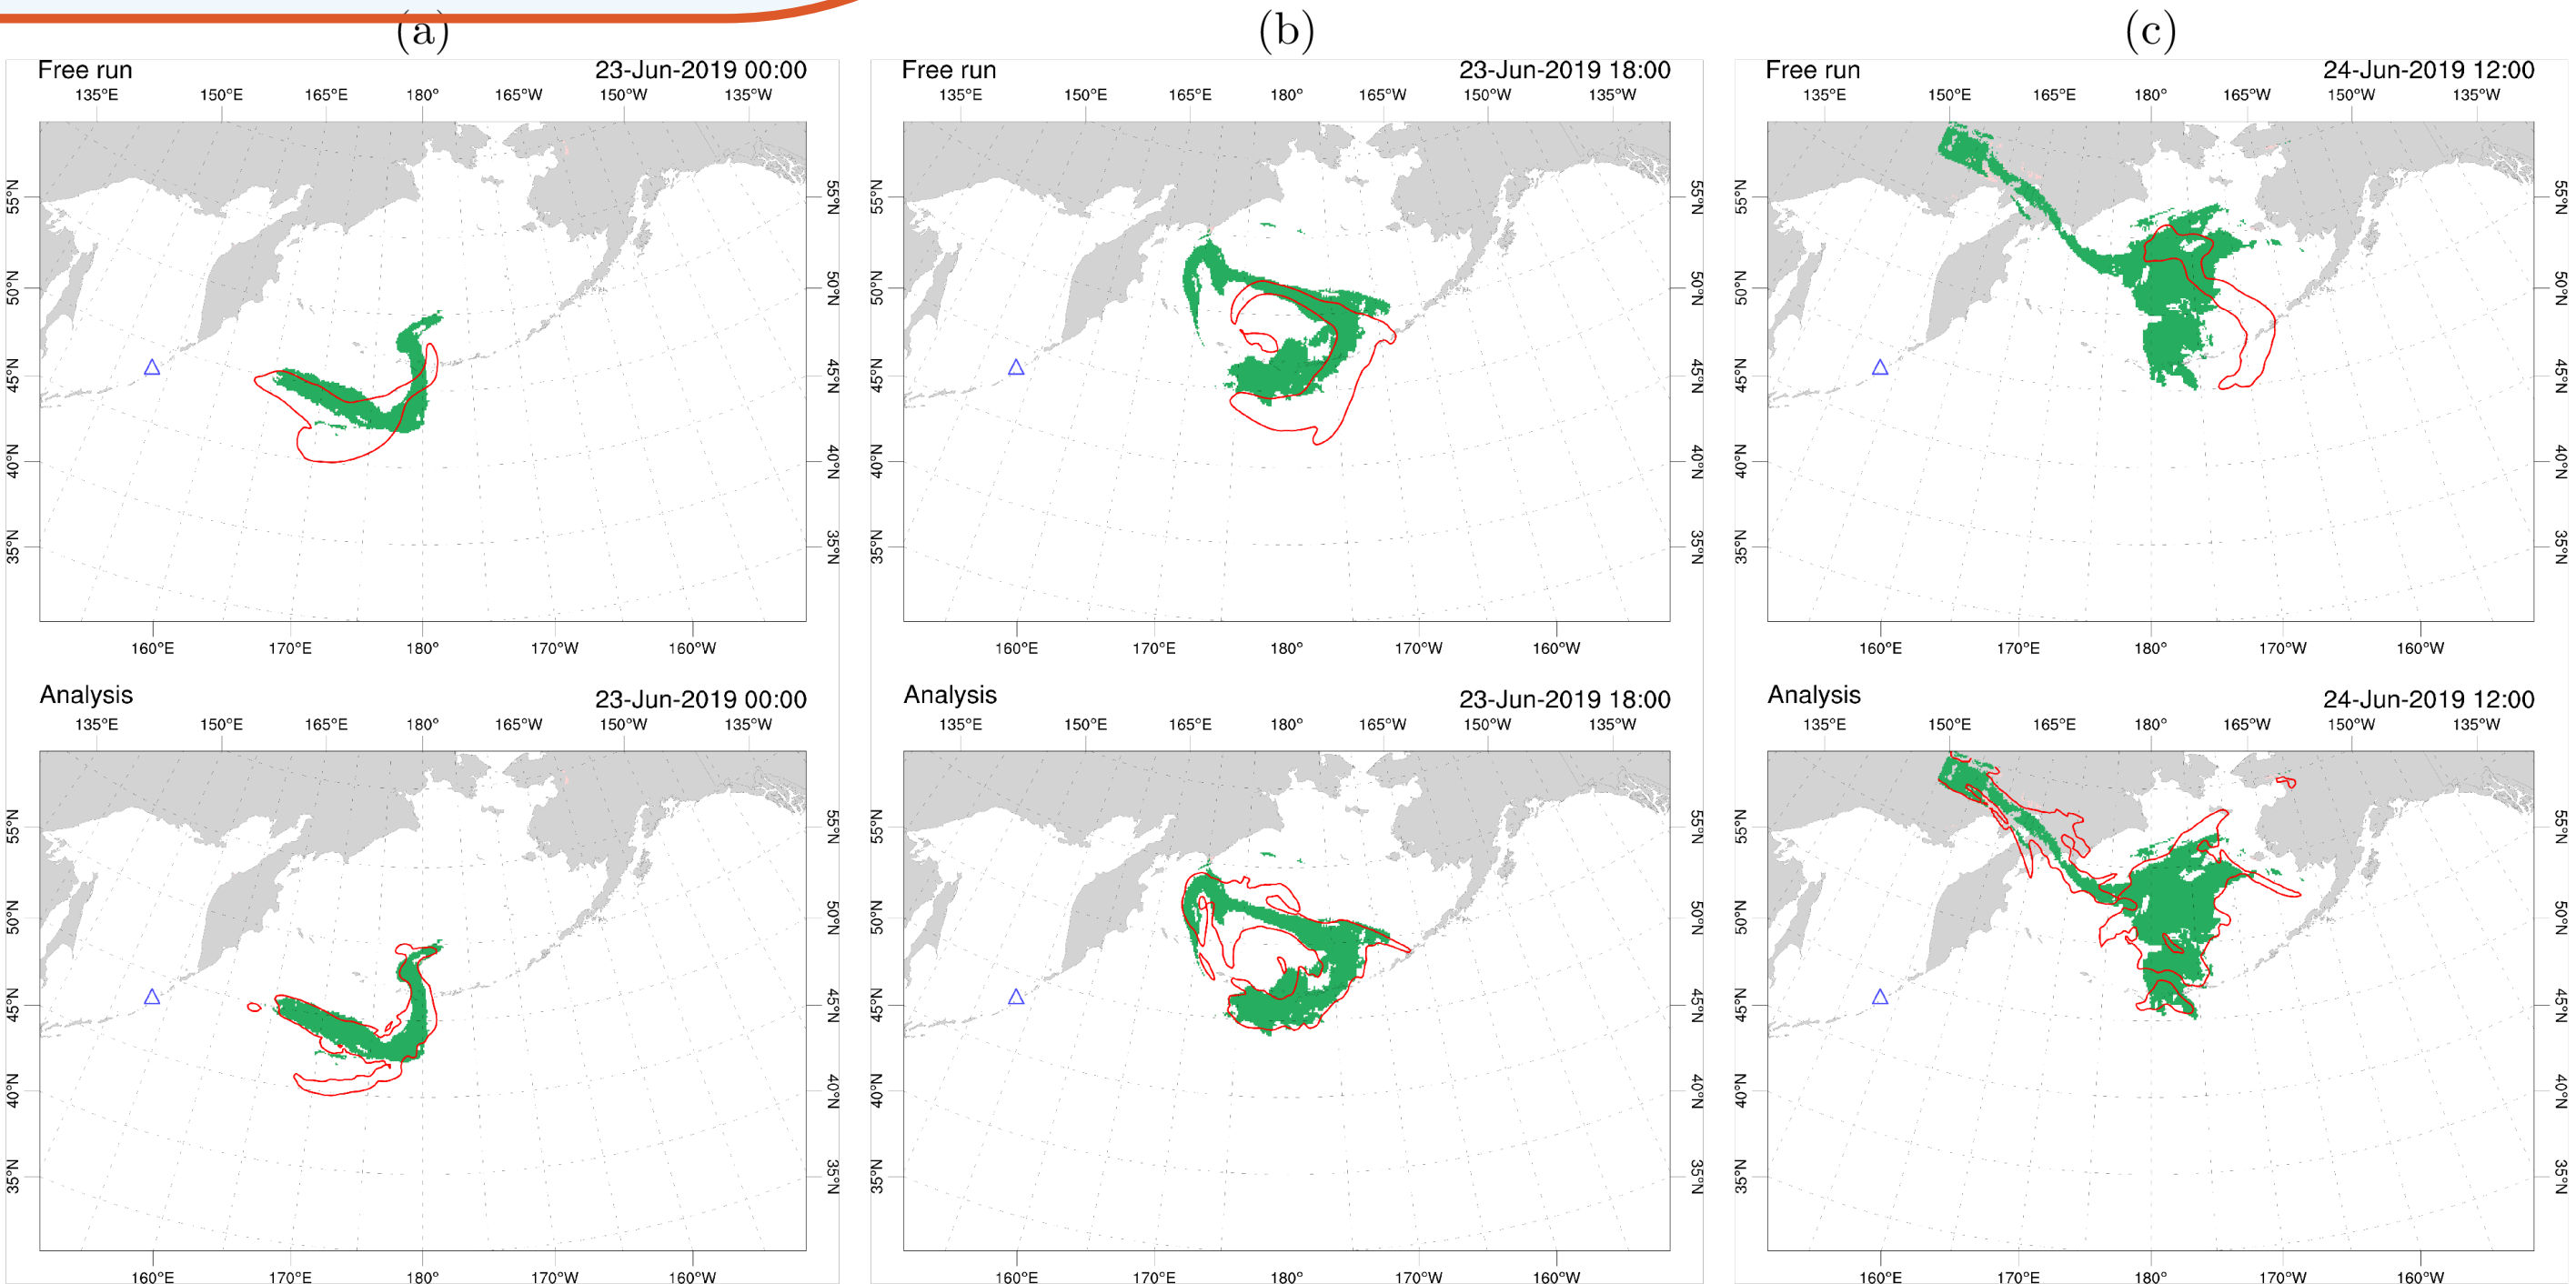 (a) (b) (c)
Free run 23-Jun-2019 00:00
135°E 150°E 165°E 180° 165°W 150°W 135°W
55°N 55°N
50°N 50°N
45°N 45°N
40°N 40°N
35°N 35°N
160°E 170°E 180° 170°W 160°W
Free run 23-Jun-2019 18:00
135°E 150°E 165°E 180° 165°W 150°W 135°W
55°N 55°N
50°N 50°N
45°N 45°N
40°N 40°N
35°N 35°N
160°E 170°E 180° 170°W 160°W
Free run 24-Jun-2019 12:00
135°E 150°E 165°E 180° 165°W 150°W 135°W
55°N 55°N
50°N 50°N
45°N 45°N
40°N 40°N
35°N 35°N
160°E 170°E 180° 170°W 160°W
Analysis 23-Jun-2019 00:00
135°E 150°E 165°E 180° 165°W 150°W 135°W
55°N 55°N
50°N 50°N
45°N 45°N
40°N 40°N
35°N 35°N
160°E 170°E 180° 170°W 160°W
Analysis 23-Jun-2019 18:00
135°E 150°E 165°E 180° 165°W 150°W 135°W
55°N 55°N
50°N 50°N
45°N 45°N
40°N 40°N
35°N 35°N
160°E 170°E 180° 170°W 160°W
Analysis 24-Jun-2019 12:00
135°E 150°E 165°E 180° 165°W 150°W 135°W
55°N 55°N
50°N 50°N
45°N 45°N
40°N 40°N
35°N 35°N
160°E 170°E 180° 170°W 160°W